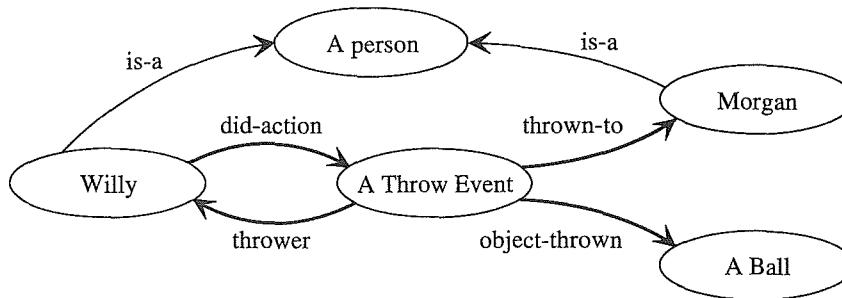 A person
is-a
is-a
Morgan
did-action
thrown-to
Willy
A Throw Event
thrower
object-thrown
A Ball